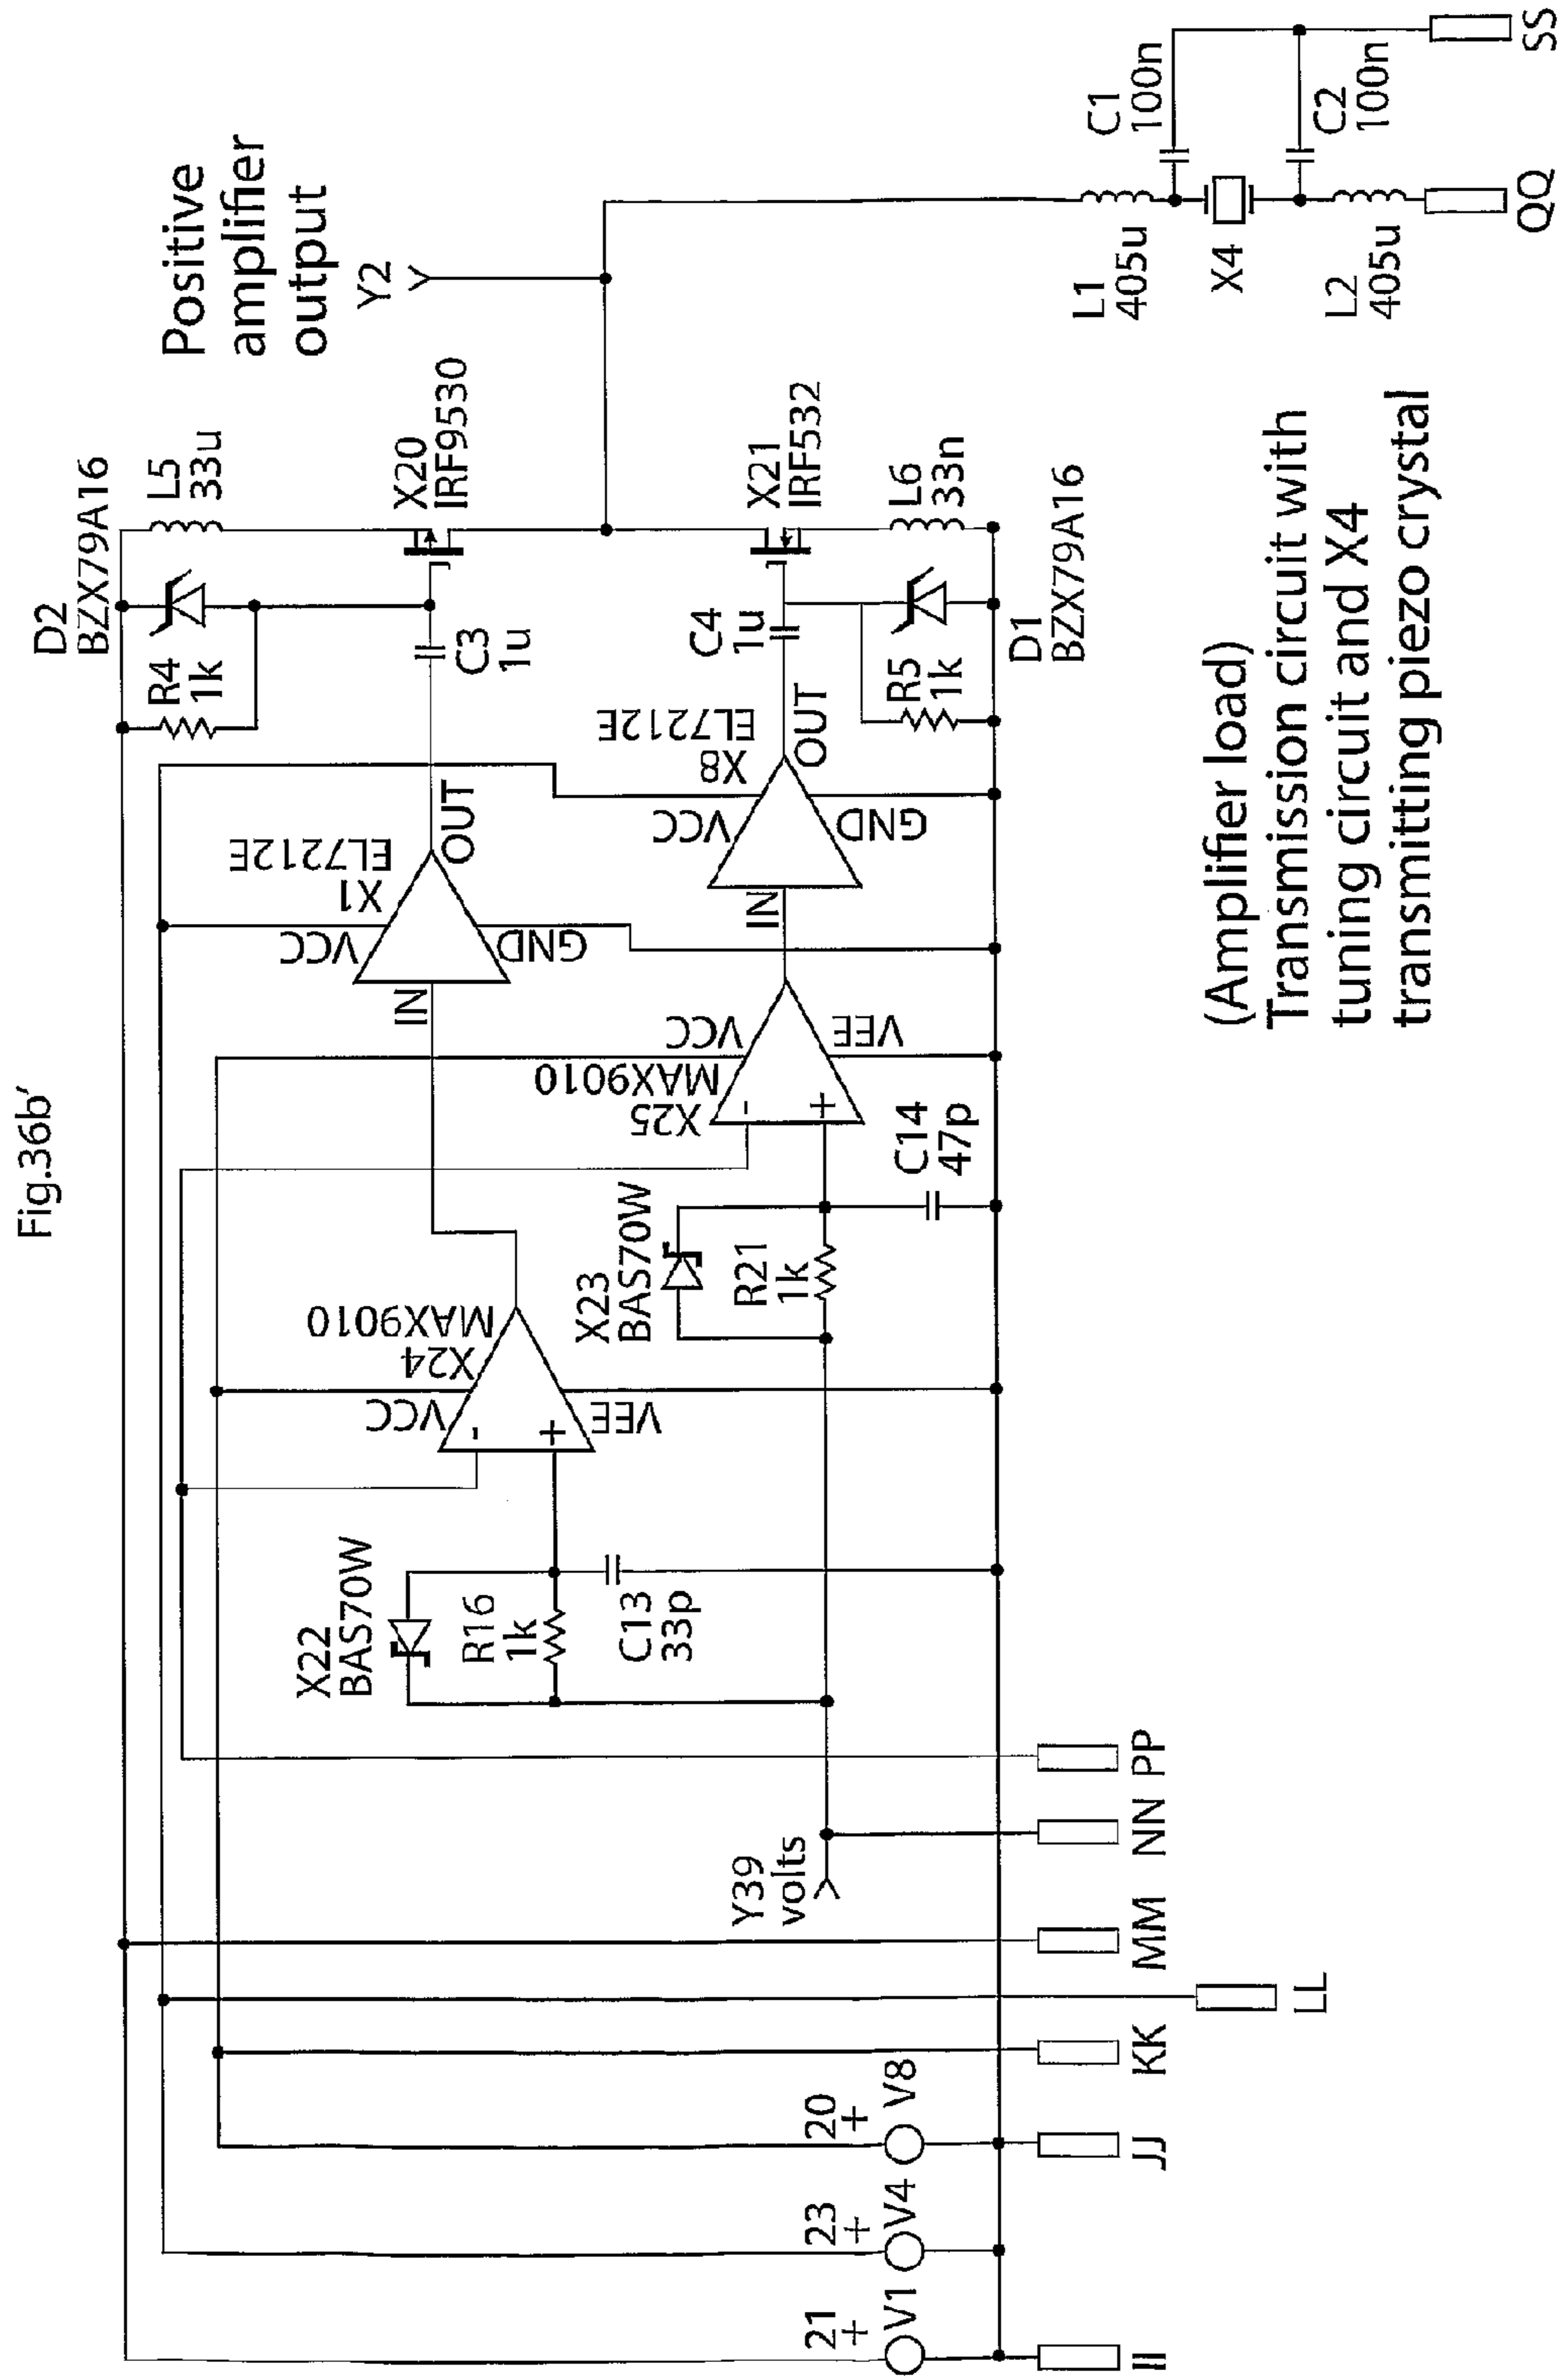 Fig.36b'
D2
BZX79A16
R4
1k
L5
33u
Positive
amplifier
output
Y2
X20
IRF9530
C3
1u
X1
EL7212E
VCC
GND
IN
OUT
X8
EL7212E
VCC
GND
IN
OUT
C4
1u
X21
IRF532
R5
1k
L6
33n
D1
BZX79A16
X24
MAX9010
VCC
VEE
-
+
X25
MAX9010
VCC
VEE
-
+
X22
BAS70W
R16
1k
C13
33p
X23
BAS70W
R21
1k
C14
47p
Y39
volts
21
+
V1
23
+
V4
20
+
V8
II
JJ
KK
LL
MM
NN
PP
L1
405u
C1
100n
X4
L2
405u
C2
100n
QQ
SS
(Amplifier load)
Transmission circuit with
tuning circuit and X4
transmitting piezo crystal